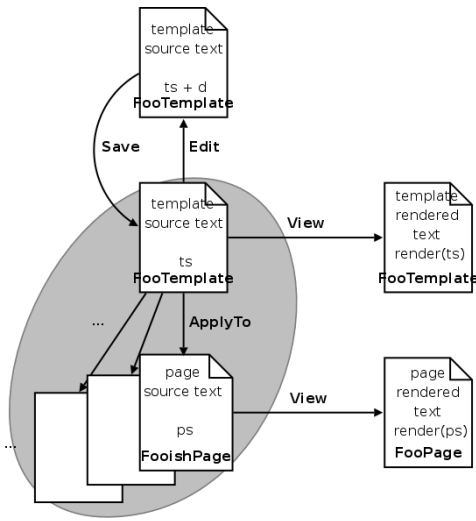 template
source text
ts + d
FooTemplate
Save
Edit
template
source text
ts
FooTemplate
View
template
rendered
text
render(ts)
FooTemplate
...
ApplyTo
page
source text
ps
FooishPage
View
page
rendered
text
render(ps)
FooPage
...